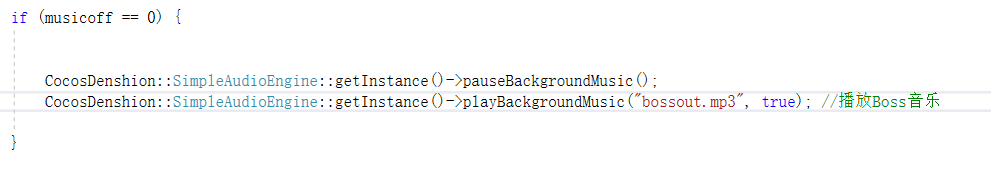 if (musicoff == 0) {
CocosDenshion::SimpleAudioEngine::getInstance()->pauseBackgroundMusic();
CocosDenshion::SimpleAudioEngine::getInstance()->playBackgroundMusic("bossout.mp3", true); //播放Boss音乐
}